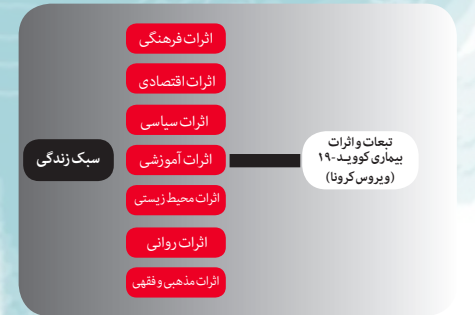 تبعات و اثرات
بیماری کوویـد-۱۹
(ویروس کرونا)
اثرات فرهنگی
اثرات اقتصادی
اثرات سیاسی
اثرات آموزشی
اثرات محیط زیستی
اثرات روانی
اثرات مذهبی و فقهی
سبک زندگی